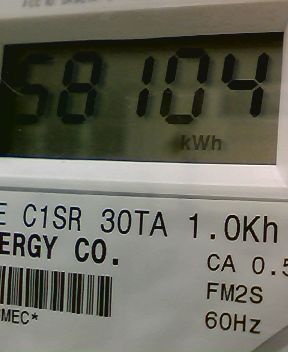 58104
kWh
E C1SR 30TA 1.0Kh
ERGY CO.
CA 0.5
FM2S
MEC*
60Hz